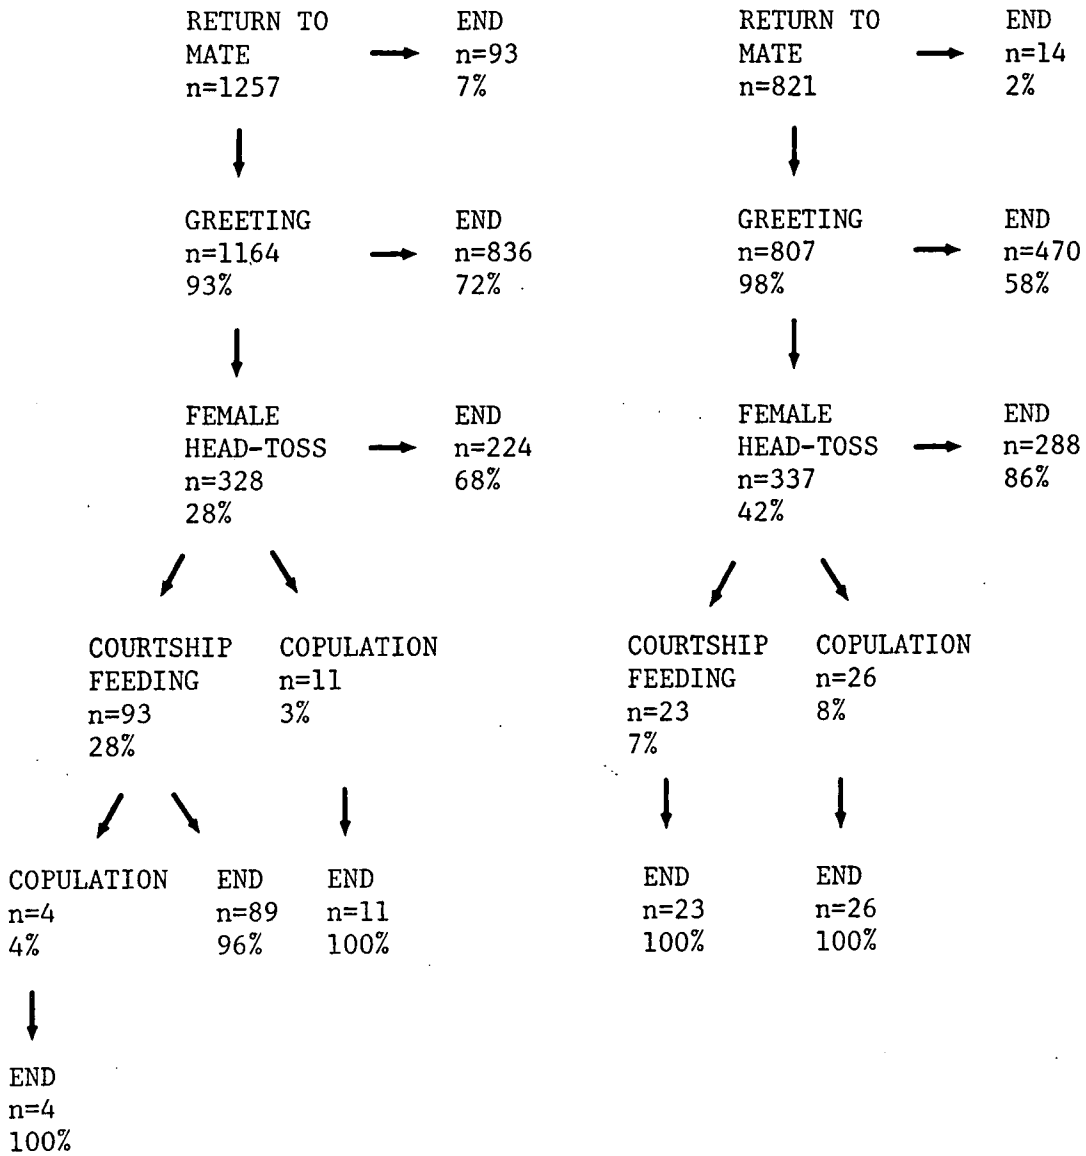 RETURN TO
MATE
n=1257
END
n=93
7%
GREETING
n=1164
93%
END
n=836
72%
FEMALE
HEAD-TOSS
n=328
28%
END
n=224
68%
COURTSHIP
FEEDING
n=93
28%
COPULATION
n=11
3%
COPULATION
n=4
4%
END
n=89
96%
END
n=11
100%
END
n=4
100%
RETURN TO
MATE
n=821
END
n=14
2%
GREETING
n=807
98%
END
n=470
58%
FEMALE
HEAD-TOSS
n=337
42%
END
n=288
86%
COURTSHIP
FEEDING
n=23
7%
COPULATION
n=26
8%
END
n=23
100%
END
n=26
100%